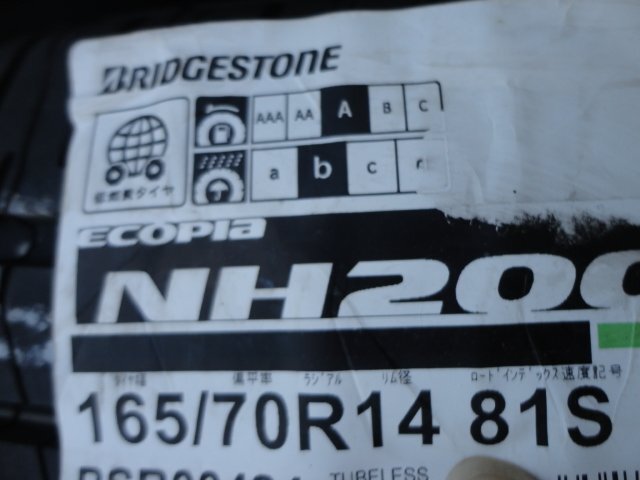 BRIDGESTONE
AAA AA A B C
a b c
低燃費タイヤ
ECOPIA
NH200
タイヤ幅 偏平率 ラジアル リム径 ロードインデックス 速度記号
165/70R14 81S
TUBELESS